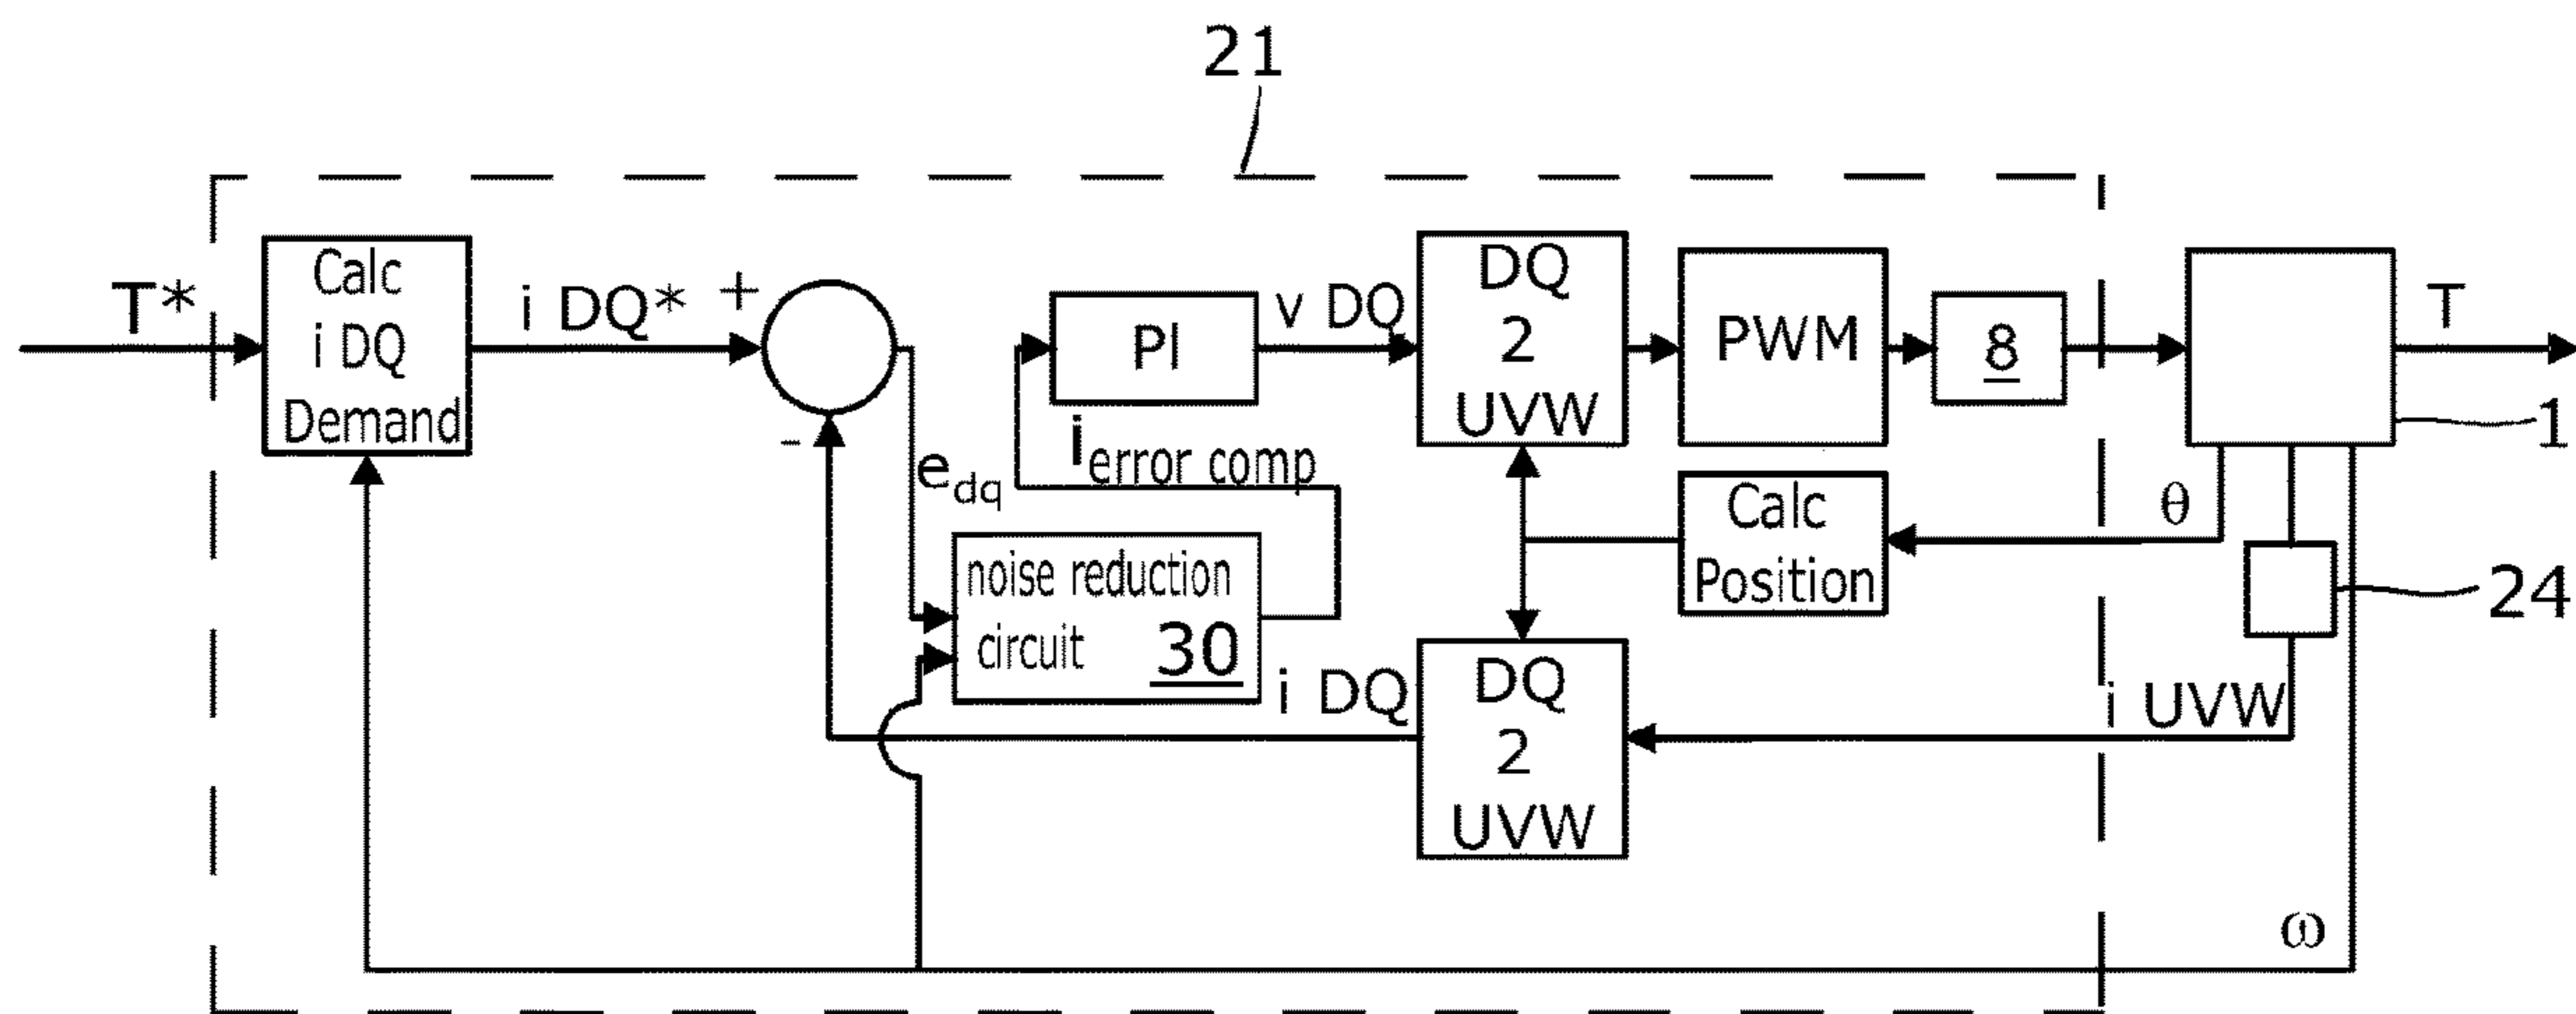 21
T*
Calc
i DQ
Demand
i DQ*
+
-
e dq
i error comp
PI
v DQ
DQ
2
UVW
PWM
8
T
1
noise reduction
circuit 30
Calc
Position
θ
24
i DQ
DQ
2
UVW
i UVW
ω